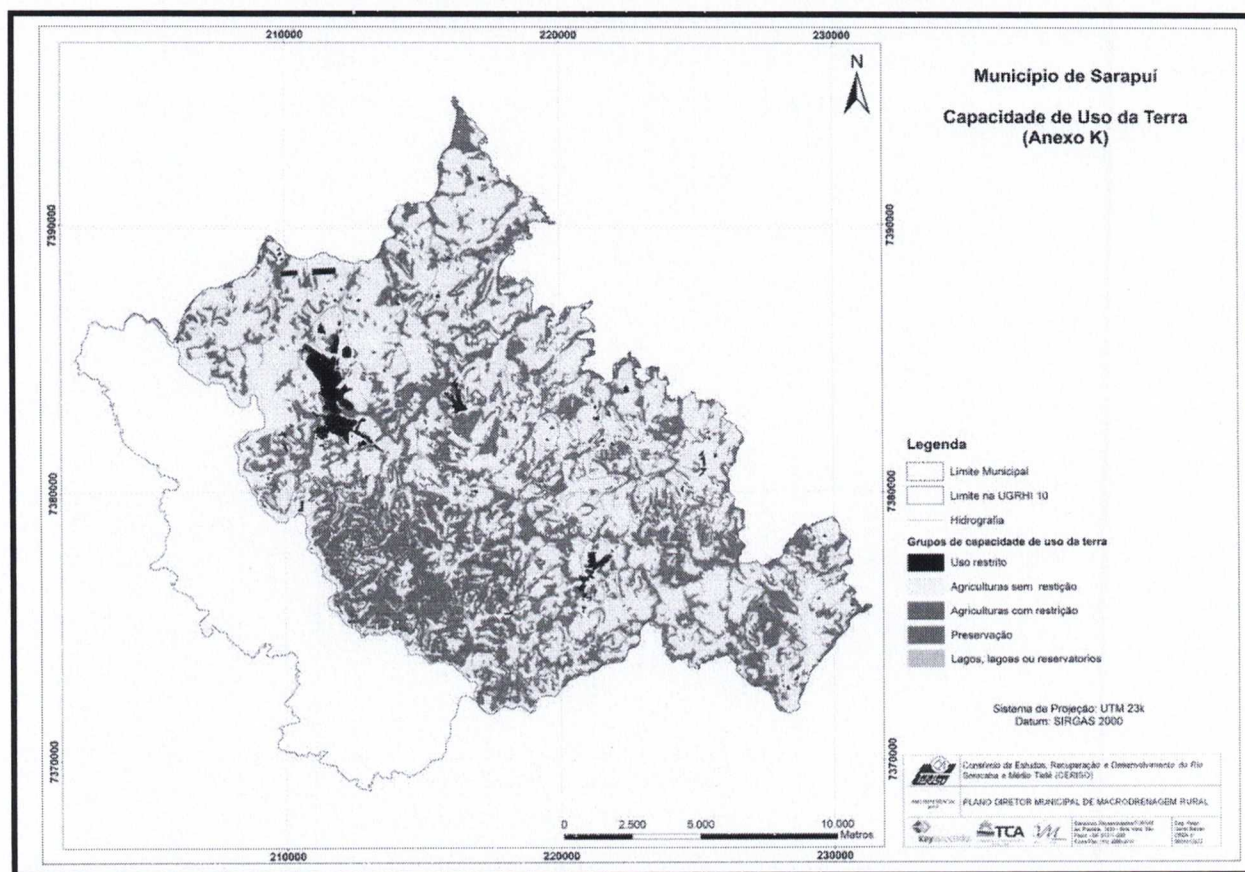 210000
220000
230000
N
Município de Sarapuí
Capacidade de Uso da Terra
(Anexo K)
7390000
7390000
Legenda
Limite Municipal
Limite na UGRHI 10
Hidrografia
Grupos de capacidade de uso da terra
Uso restrito
Agriculturas sem restição
Agriculturas com restrição
Preservação
Lagos, lagoas ou reservatorios
7380000
7380000
Sistema de Projeção: UTM 23k
Datum: SIRGAS 2000
7370000
7370000
Consórcio de Estudos, Recuperação e Desenvolvimento do Rio
Sorocaba e Médio Tietê (CERISO)
PLANO DIRETOR MUNICIPAL DE MACRODRENAGEM RURAL
TCA
0
2.500
5.000
10.000
Metros
210000
220000
230000